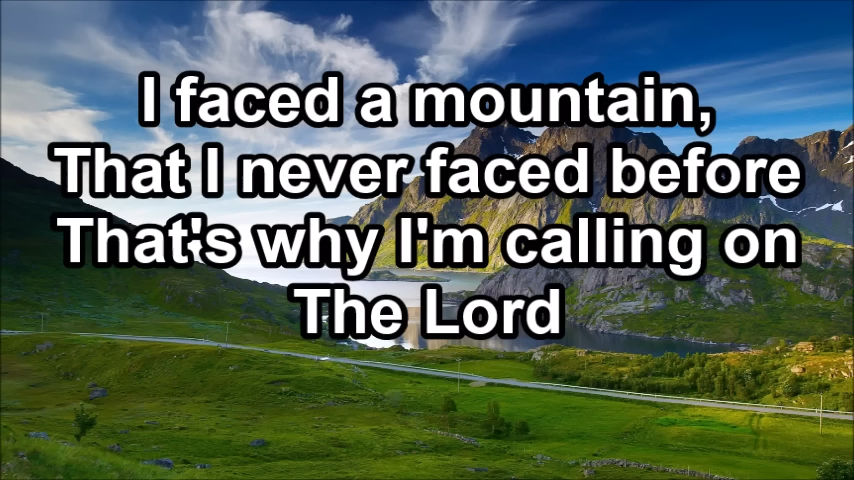 I faced a mountain,
That I never faced before
That's why I'm calling on
The Lord